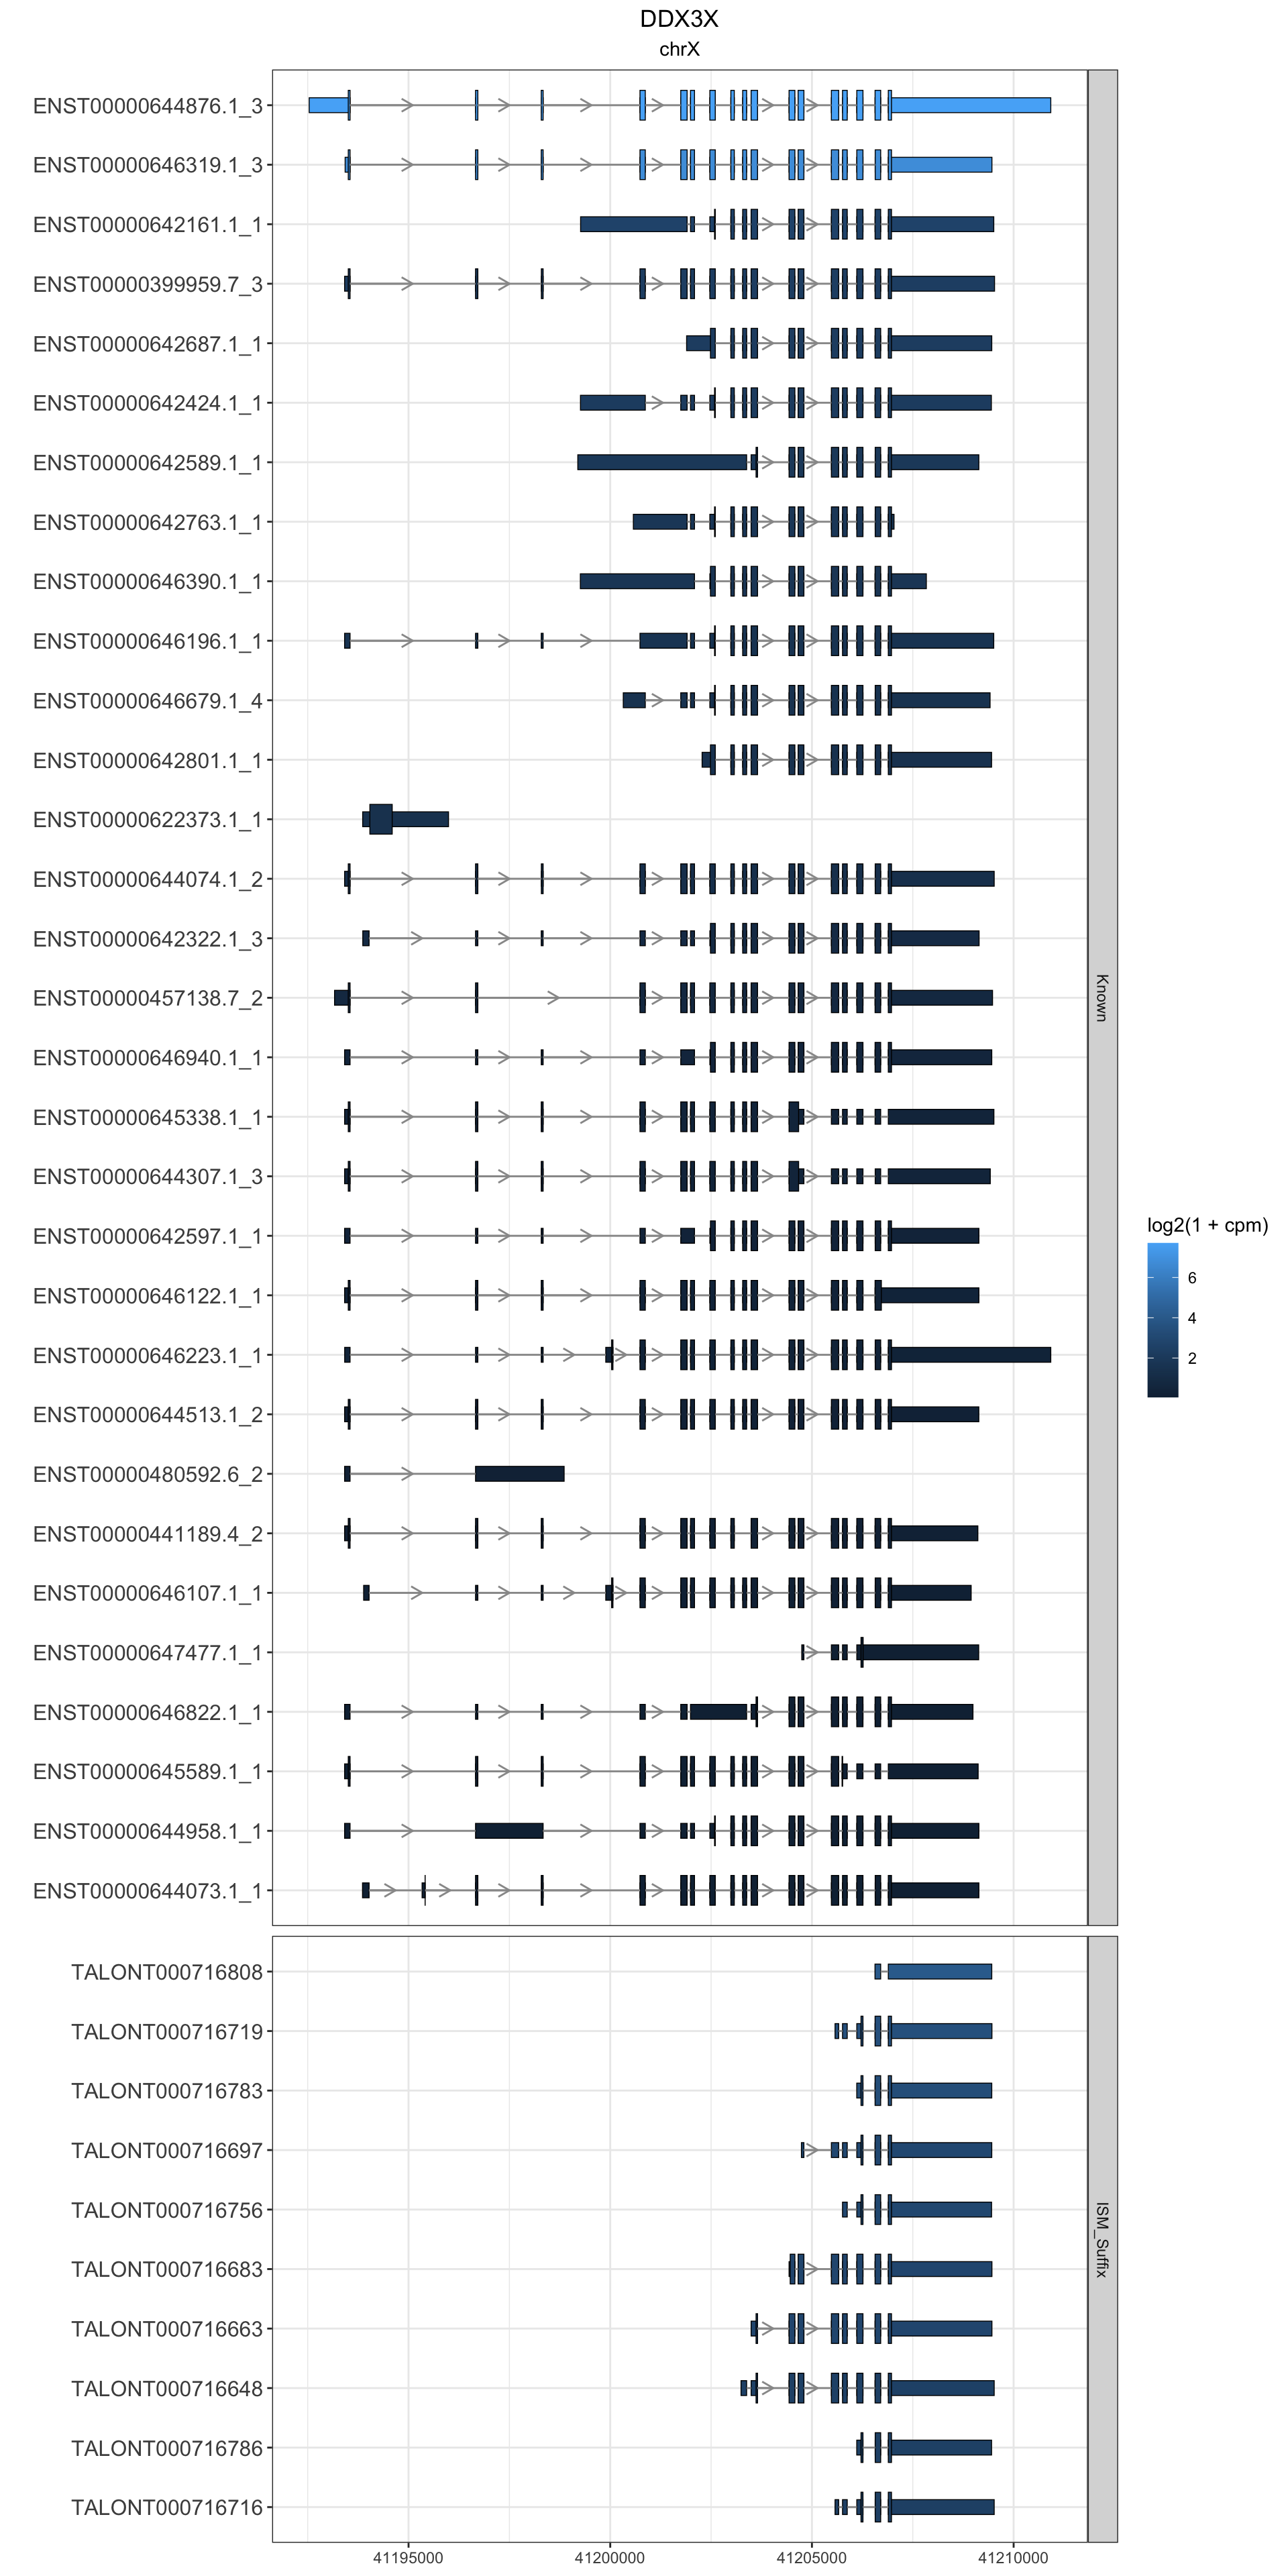 DDX3X
chrX
ENST00000644876.1_3
ENST00000646319.1_3
ENST00000642161.1_1
ENST00000399959.7_3
ENST00000642687.1_1
ENST00000642424.1_1
ENST00000642589.1_1
ENST00000642763.1_1
ENST00000646390.1_1
ENST00000646196.1_1
ENST00000646679.1_4
ENST00000642801.1_1
ENST00000622373.1_1
ENST00000644074.1_2
ENST00000642322.1_3
ENST00000457138.7_2
ENST00000646940.1_1
ENST00000645338.1_1
ENST00000644307.1_3
ENST00000642597.1_1
ENST00000646122.1_1
ENST00000646223.1_1
ENST00000644513.1_2
ENST00000480592.6_2
ENST00000441189.4_2
ENST00000646107.1_1
ENST00000647477.1_1
ENST00000646822.1_1
ENST00000645589.1_1
ENST00000644958.1_1
ENST00000644073.1_1
Known
TALONT000716808
TALONT000716719
TALONT000716783
TALONT000716697
TALONT000716756
TALONT000716683
TALONT000716663
TALONT000716648
TALONT000716786
TALONT000716716
ISM_Suffix
41195000
41200000
41205000
41210000
log2(1 + cpm)
6
4
2